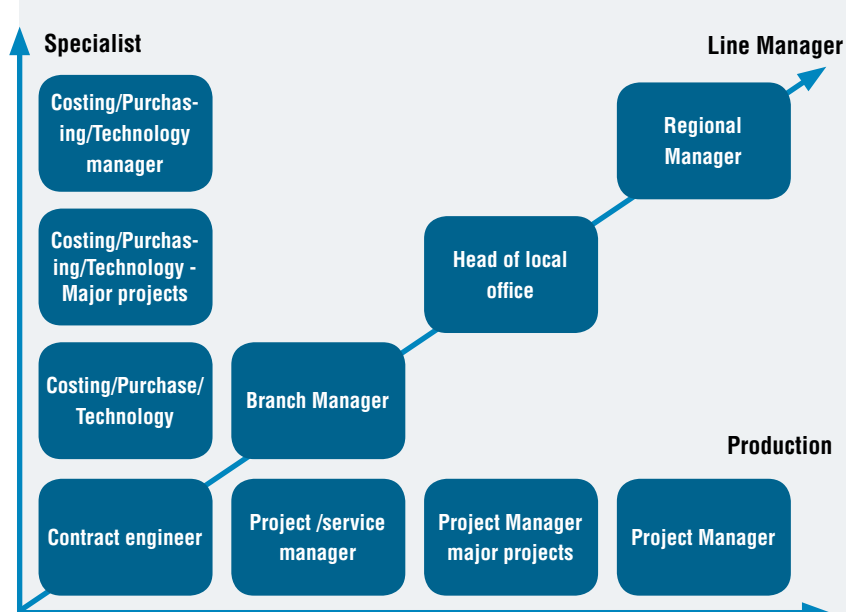 Specialist
Line Manager
Costing/Purchas-
ing/Technology
manager
Regional
Manager
Costing/Purchas-
ing/Technology -
Major projects
Head of local
office
Costing/Purchase/
Technology
Branch Manager
Production
Contract engineer
Project /service
manager
Project Manager
major projects
Project Manager